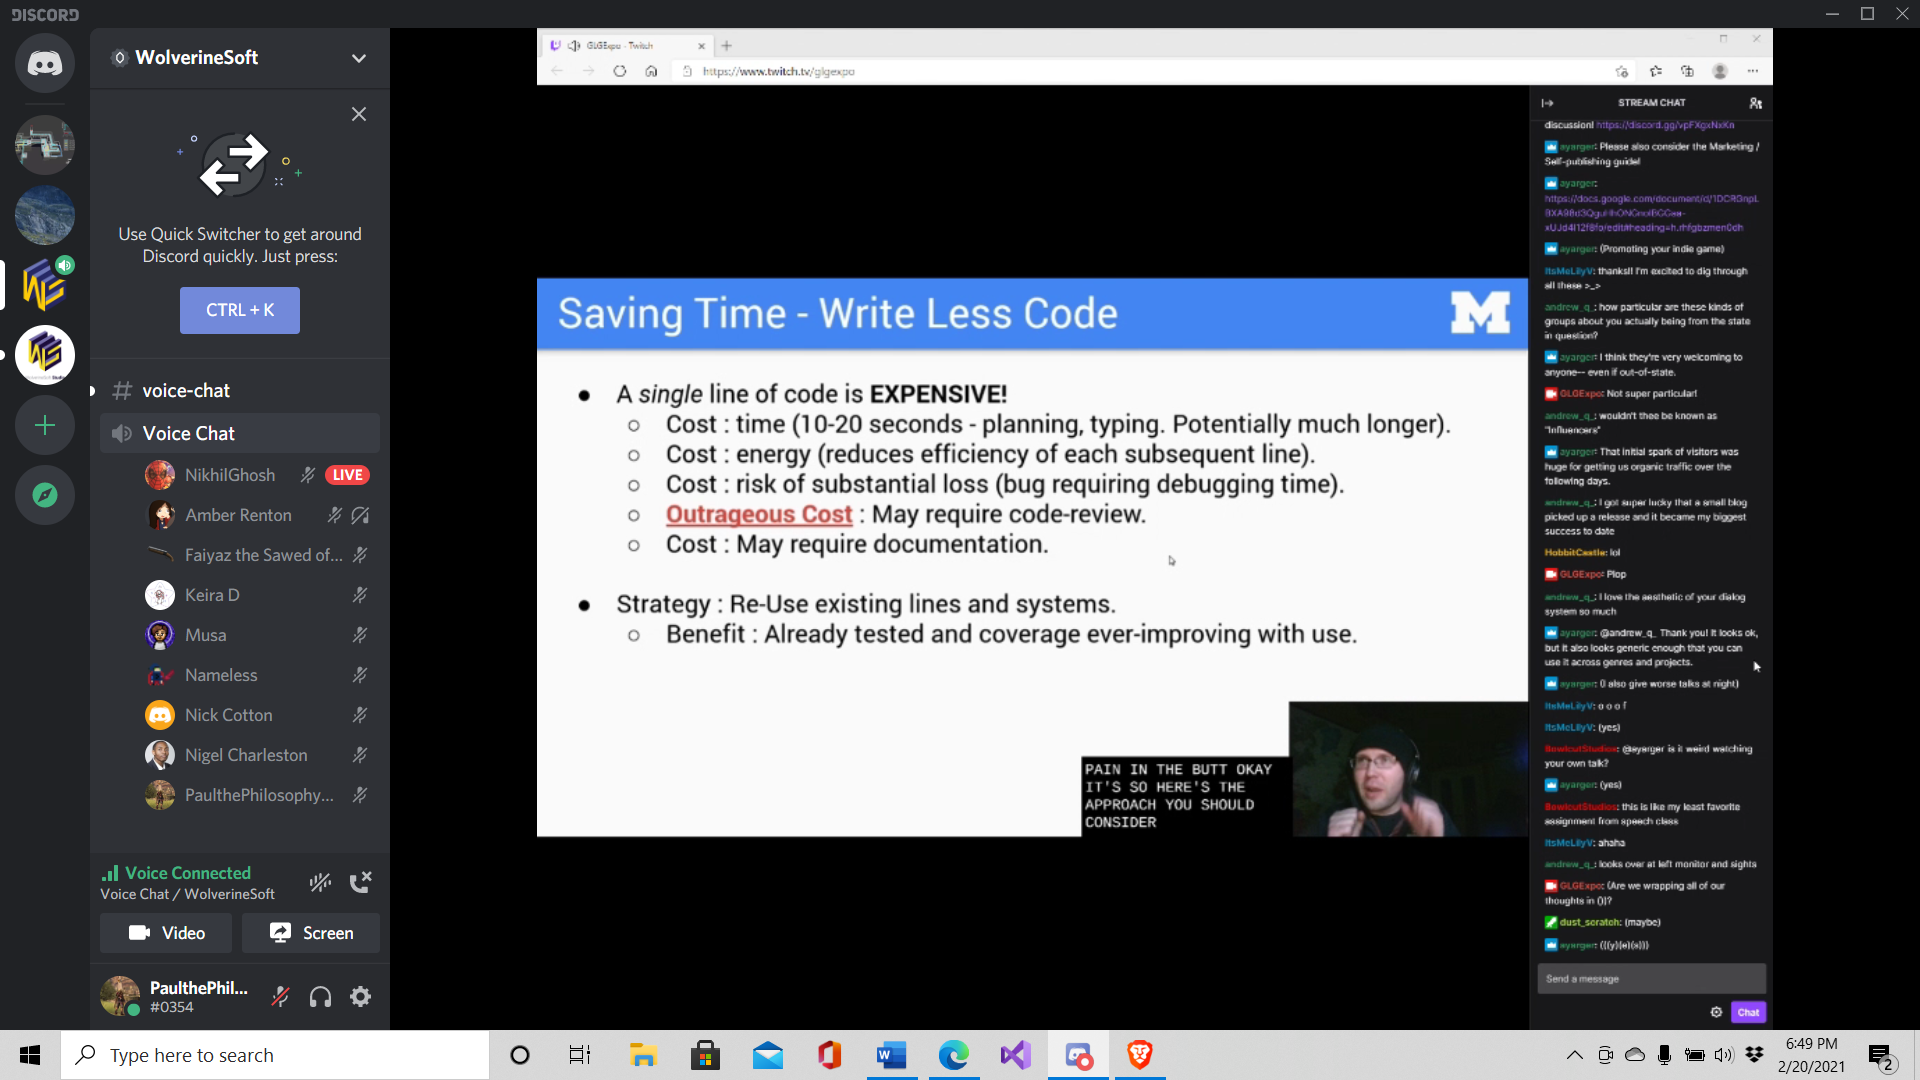 DISCORD
WolverineSoft
Use Quick Switcher to get around
Discord quickly. Just press:
CTRL + K
voice-chat
Voice Chat
NikhilGhosh LIVE
Amber Renton
Faiyaz the Sawed of...
Keira D
Musa
Nameless
Nick Cotton
Nigel Charleston
PaulthePhilosophy...
Voice Connected
Voice Chat / WolverineSoft
Video
Screen
PaulthePhil...
#0354
GLGExpo - Twitch
https://www.twitch.tv/glgexpo
Saving Time - Write Less Code
M
A single line of code is EXPENSIVE!
Cost : time (10-20 seconds - planning, typing. Potentially much longer).
Cost : energy (reduces efficiency of each subsequent line).
Cost : risk of substantial loss (bug requiring debugging time).
Outrageous Cost : May require code-review.
Cost : May require documentation.
Strategy : Re-Use existing lines and systems.
Benefit : Already tested and coverage ever-improving with use.
PAIN IN THE BUTT OKAY
IT'S SO HERE'S THE
APPROACH YOU SHOULD
CONSIDER
STREAM CHAT
discussion! https://discord.gg/vpFXgxNxKn
ayarger: Please also consider the Marketing /
Self-publishing guide!
ayarger:
ayarger: (Promoting your indie game)
ItsMeLilyV: thanks!! I'm excited to dig through
all these >_>
andrew_q_: how particular are these kinds of
groups about you actually being from the state
in question?
ayarger: I think they're very welcoming to
anyone-- even if out-of-state.
GLGExpo: Not super particular!
andrew_q_: wouldn't thee be known as
"Influencers"
ayarger: That initial spark of visitors was
huge for getting us organic traffic over the
following days.
andrew_q_: I got super lucky that a small blog
picked up a release and it became my biggest
success to date
HobbitCastle: lol
GLGExpo: Plop
andrew_q_: I love the aesthetic of your dialog
system so much
ayarger: @andrew_q_ Thank you! It looks ok,
but it also looks generic enough that you can
use it across genres and projects.
ayarger: (I also give worse talks at night)
ItsMeLilyV: o o o f
ItsMeLilyV: (yes)
BowlcutStudios: @ayarger is it weird watching
your own talk?
ayarger: (yes)
BowlcutStudios: this is like my least favorite
assignment from speech class
ItsMeLilyV: ahaha
andrew_q_: looks over at left monitor and sights
GLGExpo: (Are we wrapping all of our
thoughts in ()!?
dust_scratch: (maybe)
ayarger: (((y)(e)(s)))
Send a message
Chat
Type here to search
6:49 PM
2/20/2021
2